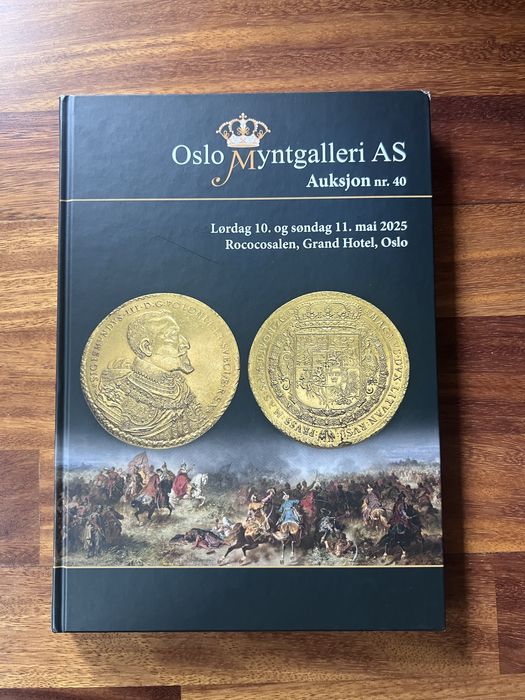 Oslo Myntgalleri AS
Auksjon nr. 40
Lørdag 10. og søndag 11. mai 2025
Rococosalen, Grand Hotel, Oslo